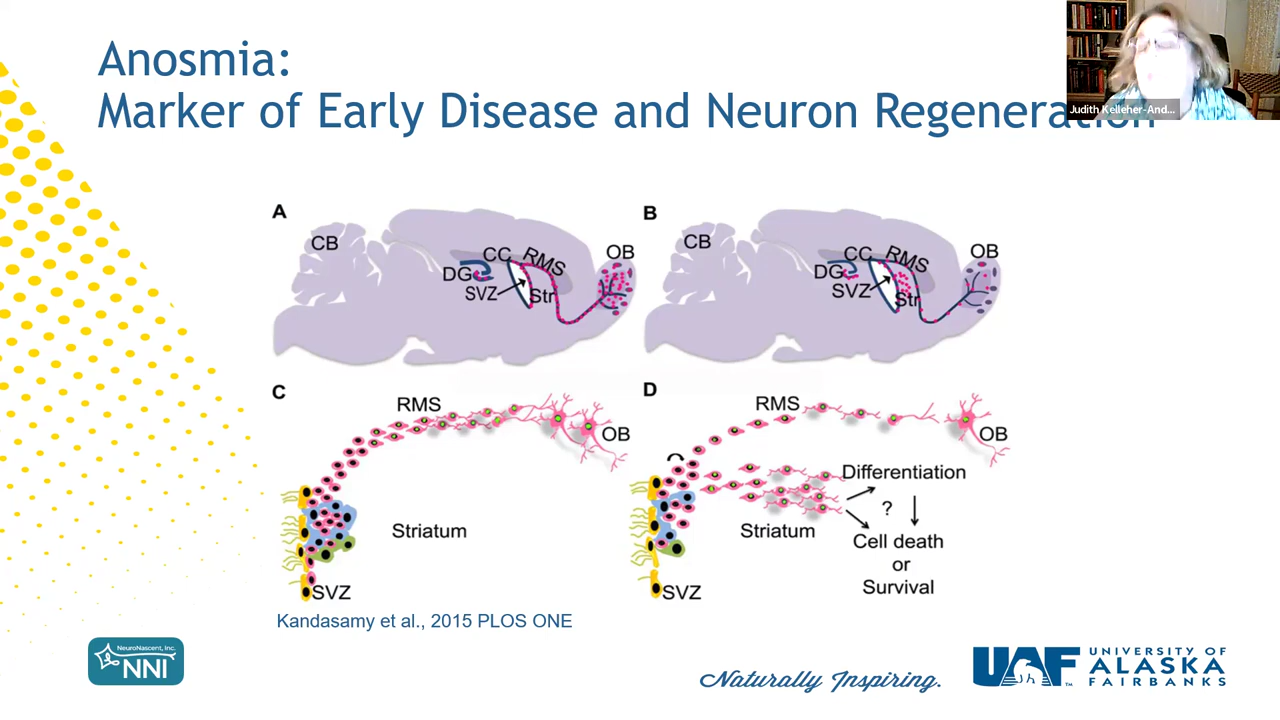 Anosmia:
Marker of Early Disease and Neuron Regeneration
Judith Kelleher-And...
A
CB
CC
RMS
OB
DG
SVZ
Str
B
CB
CC
RMS
OB
DG
SVZ
Str
C
RMS
OB
Striatum
SVZ
D
RMS
OB
Differentiation
?
Striatum
Cell death
or
Survival
SVZ
Kandasamy et al., 2015 PLOS ONE
NeuroNascent, Inc.
NNI
Naturally Inspiring.
UAF
TM
UNIVERSITY OF
ALASKA
FAIRBANKS